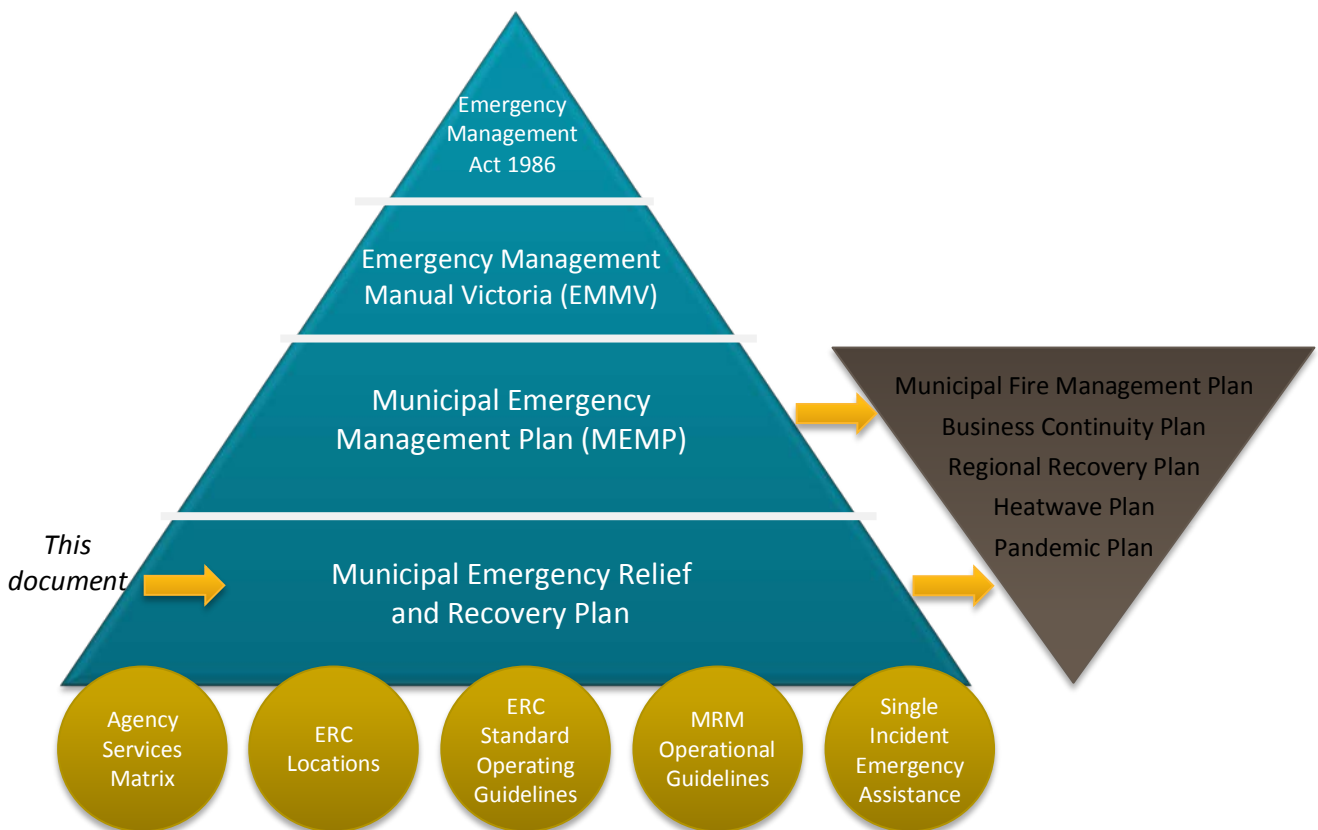 Emergency
Management
Act 1986
Emergency Management
Manual Victoria (EMMV)
Municipal Emergency
Management Plan (MEMP)
Municipal Fire Management Plan
Business Continuity Plan
Regional Recovery Plan
Heatwave Plan
Pandemic Plan
This
document
Municipal Emergency Relief
and Recovery Plan
Agency
Services
Matrix
ERC
Locations
ERC
Standard
Operating
Guidelines
MRM
Operational
Guidelines
Single
Incident
Emergency
Assistance